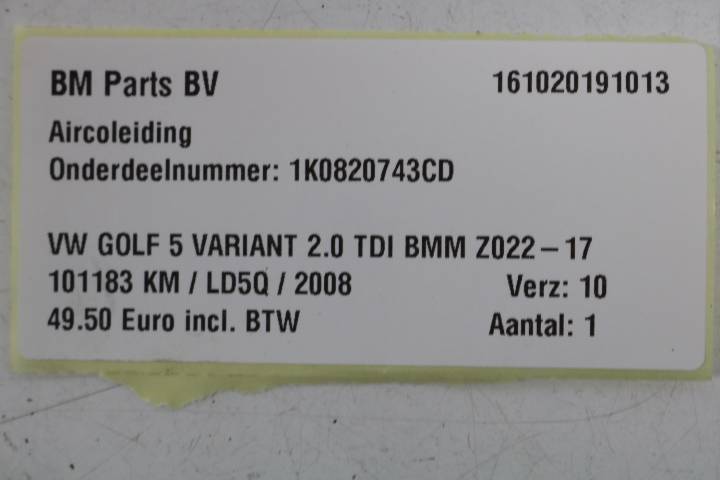 BM Parts BV 161020191013
Aircoleiding
Onderdeelnummer: 1K0820743CD
VW GOLF 5 VARIANT 2.0 TDI BMM Z022-17
101183 KM / LD5Q / 2008 Verz: 10
49.50 Euro incl. BTW Aantal: 1